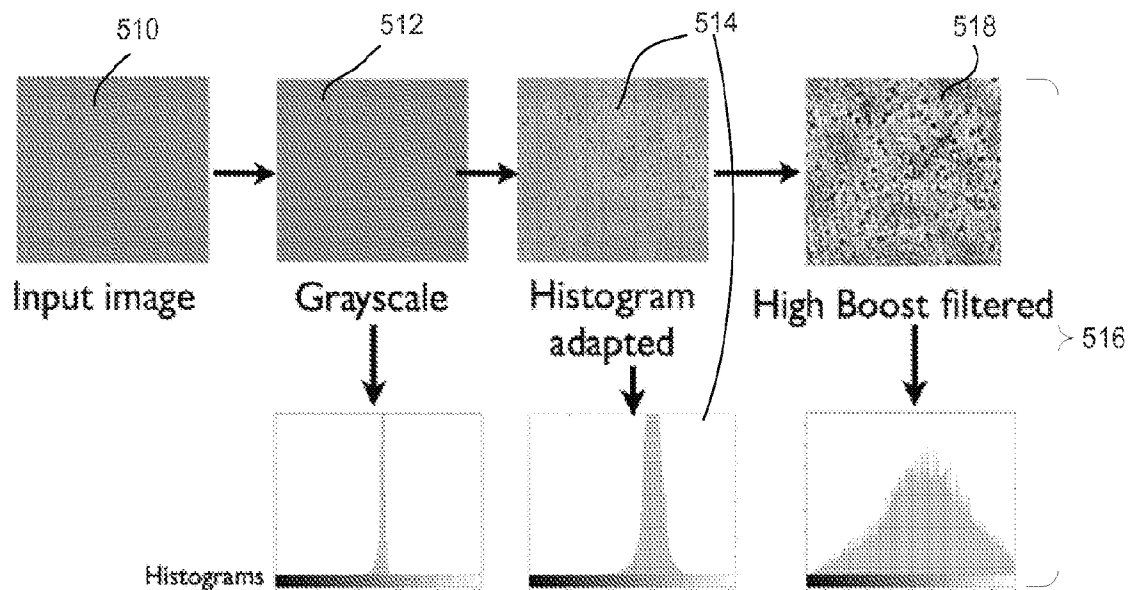 510
512
514
518
Input image
Grayscale
Histogram
adapted
High Boost filtered
516
Histograms